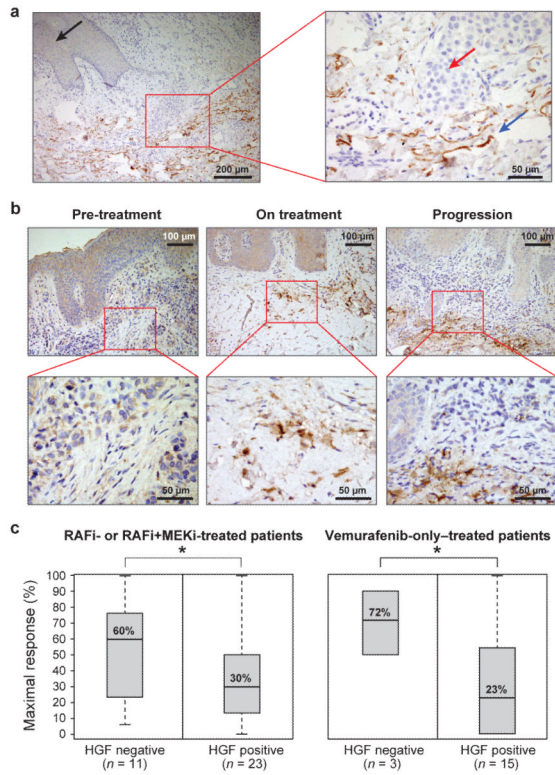 a
200 µm
50 µm
b
Pre-treatment
On treatment
Progression
100 µm
100 µm
100 µm
50 µm
50 µm
50 µm
c
RAFi- or RAFi+MEKi-treated patients
Vemurafenib-only–treated patients
*
*
Maximal response (%)
100
90
80
70
60
50
40
30
20
10
0
60%
30%
72%
23%
HGF negative
(n = 11)
HGF positive
(n = 23)
HGF negative
(n = 3)
HGF positive
(n = 15)